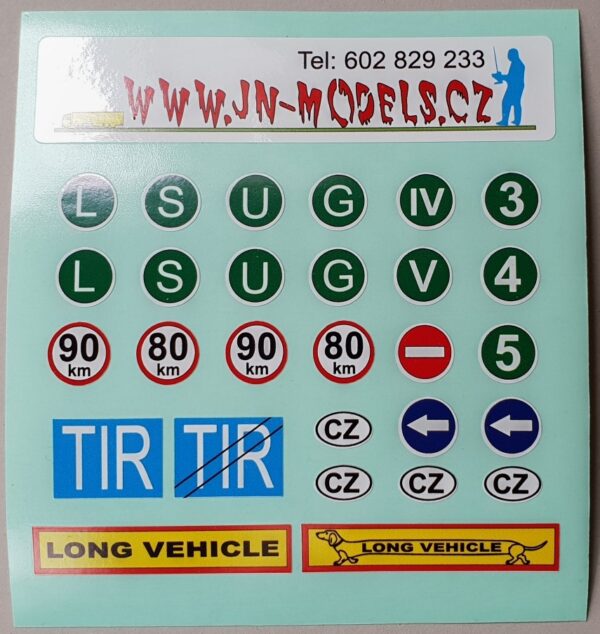 Tel: 602 829 233
WWW.JN-MODELS.CZ
L S U G IV 3
L S U G V 4
90 km 80 km 90 km 80 km 5
TIR TIR CZ
CZ CZ CZ
LONG VEHICLE LONG VEHICLE